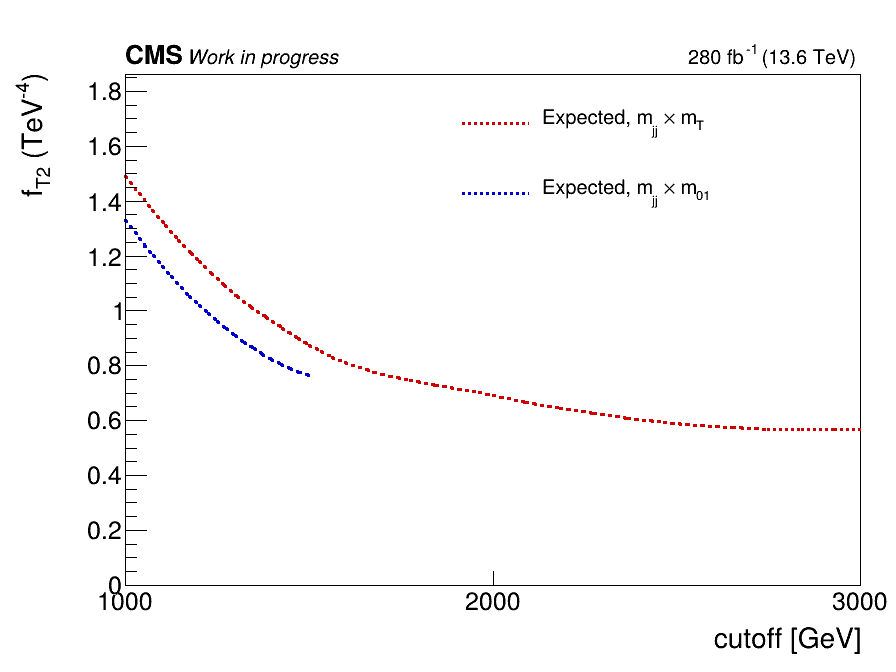 CMS Work in progress 280 fb-1 (13.6 TeV)
fT2 (TeV-4)
1.8
1.6
1.4
1.2
1
0.8
0.6
0.4
0.2
0
Expected, mjj × mT
Expected, mjj × m01
1000 2000 3000
cutoff [GeV]